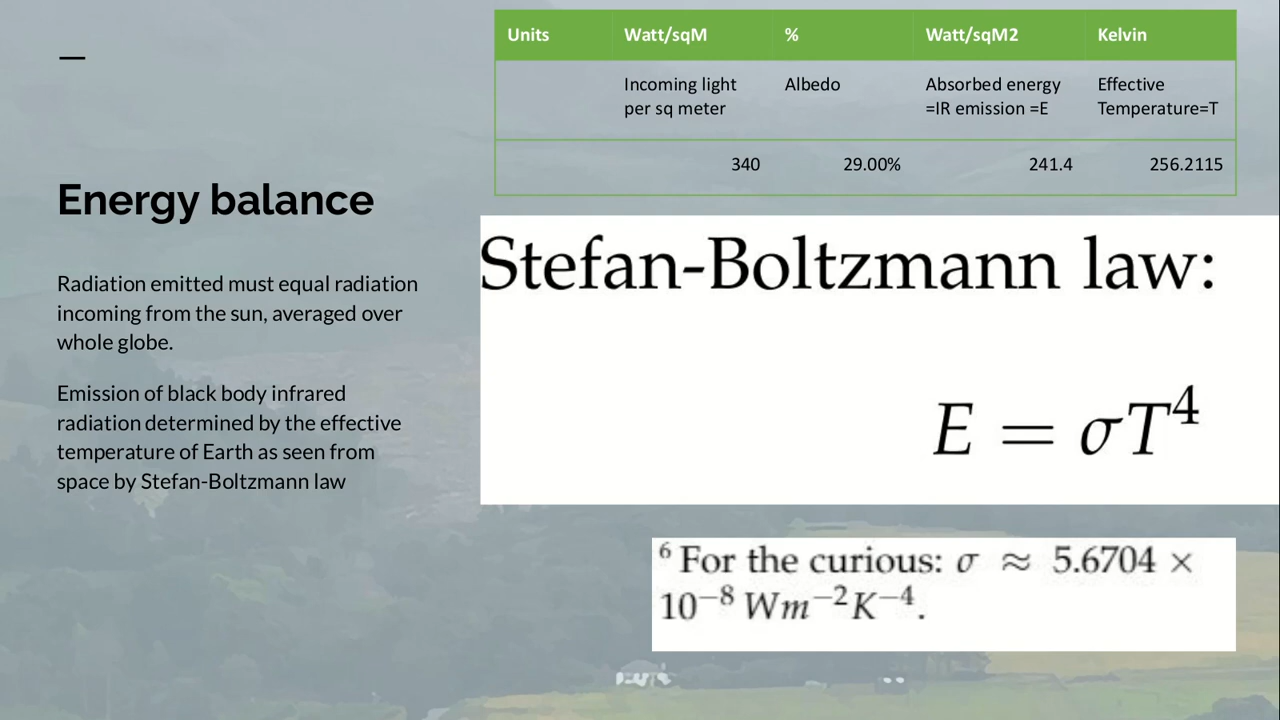 Energy balance
Radiation emitted must equal radiation
incoming from the sun, averaged over
whole globe.
Emission of black body infrared
radiation determined by the effective
temperature of Earth as seen from
space by Stefan-Boltzmann law
Units Watt/sqM % Watt/sqM2 Kelvin
Incoming light Albedo Absorbed energy Effective
per sq meter =IR emission =E Temperature=T
340 29.00% 241.4 256.2115
Stefan-Boltzmann law:
E = σT⁴
⁶ For the curious: σ ≈ 5.6704 ×
10⁻⁸ Wm⁻²K⁻⁴.